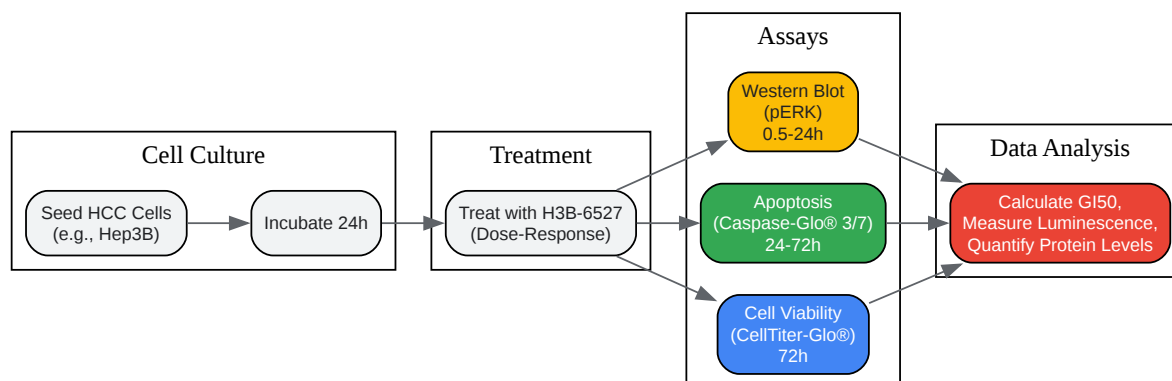 Cell Culture
Seed HCC Cells
(e.g., Hep3B)
Incubate 24h
Treatment
Treat with H3B-6527
(Dose-Response)
Assays
Western Blot
(pERK)
0.5-24h
Apoptosis
(Caspase-Glo® 3/7)
24-72h
Cell Viability
(CellTiter-Glo®)
72h
Data Analysis
Calculate GI50,
Measure Luminescence,
Quantify Protein Levels